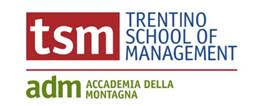 tsm TRENTINO
SCHOOL OF
MANAGEMENT
adm ACCADEMIA DELLA
MONTAGNA